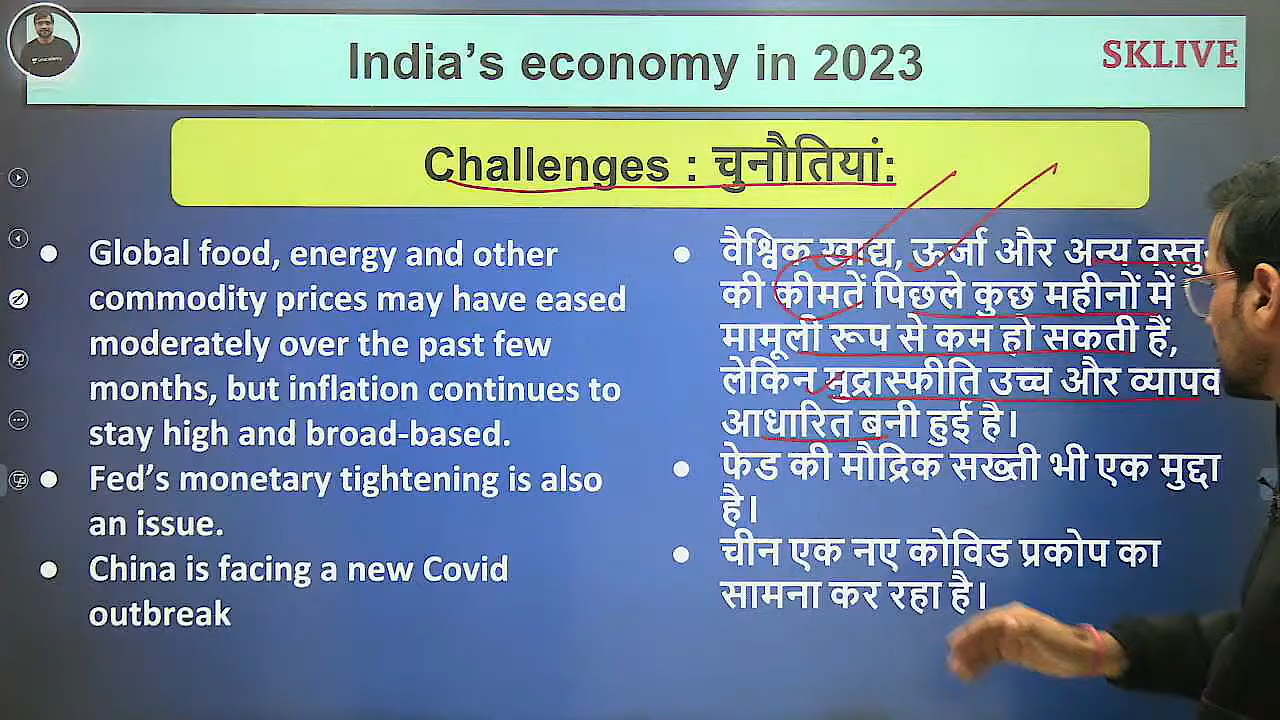 India's economy in 2023
SKLIVE
Challenges : चुनौतियां:
Global food, energy and other
commodity prices may have eased
moderately over the past few
months, but inflation continues to
stay high and broad-based.
Fed's monetary tightening is also
an issue.
China is facing a new Covid
outbreak
वैश्विक खाद्य, ऊर्जा और अन्य
की कीमतें पिछले कुछ महीनों में
मामूली रूप से कम हो सकती हैं,
लेकिन मुद्रास्फीति उच्च और
आधारित बनी हुई है।
फेड की मौद्रिक सख्ती भी एक मुद्दा
है।
चीन एक नए कोविड प्रकोप का
सामना कर रहा है।